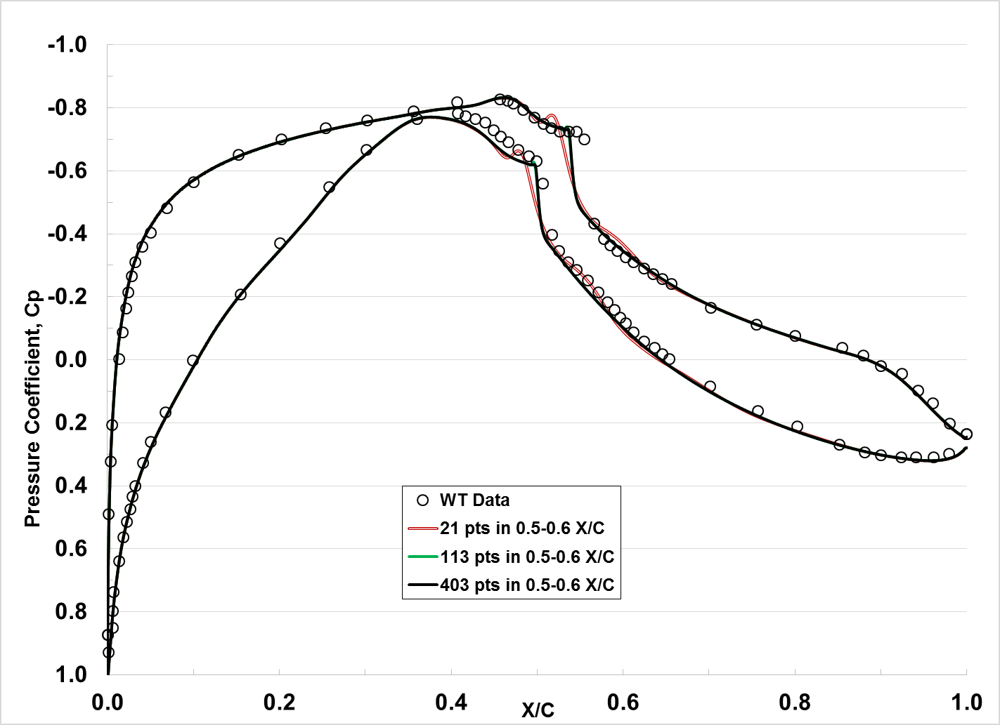 -1.0
-0.8
-0.6
-0.4
-0.2
0.0
0.2
0.4
0.6
0.8
1.0
Pressure Coefficient, Cp
WT Data
21 pts in 0.5-0.6 X/C
113 pts in 0.5-0.6 X/C
403 pts in 0.5-0.6 X/C
0.0 0.2 0.4 0.6 0.8 1.0
X/C